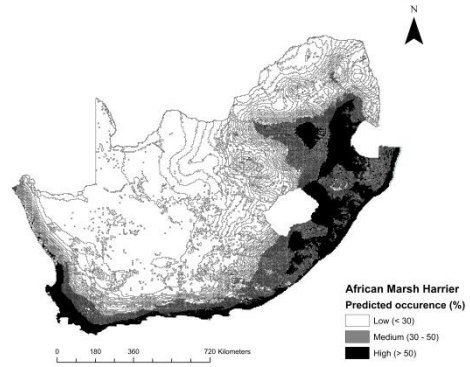 N
African Marsh Harrier
Predicted occurence (%)
Low (< 30)
Medium (30 - 50)
High (> 50)
0 180 360 720 Kilometers